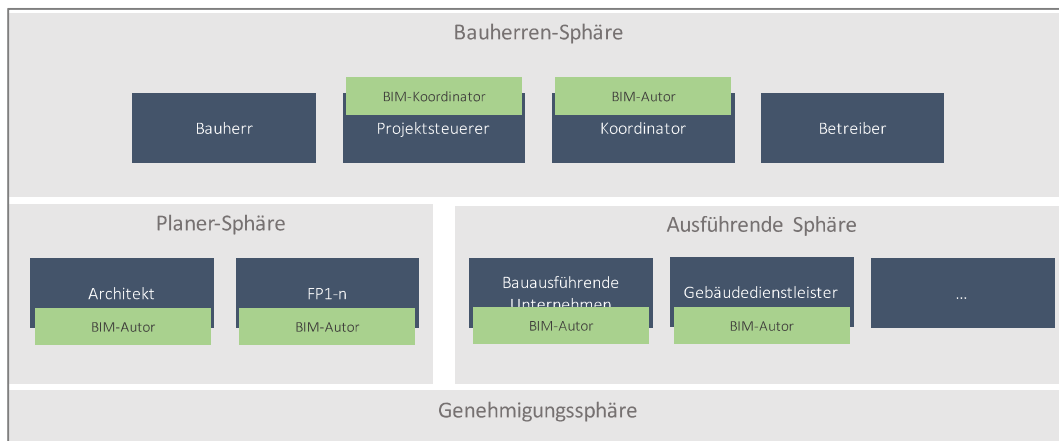 Bauherren-Sphäre
BIM-Koordinator
BIM-Autor
Bauherr
Projektsteuerer
Koordinator
Betreiber
Planer-Sphäre
Architekt
FP1-n
BIM-Autor
BIM-Autor
Ausführende Sphäre
Bauausführende
Unternehmen
Gebäudedienstleister
...
BIM-Autor
BIM-Autor
Genehmigungssphäre